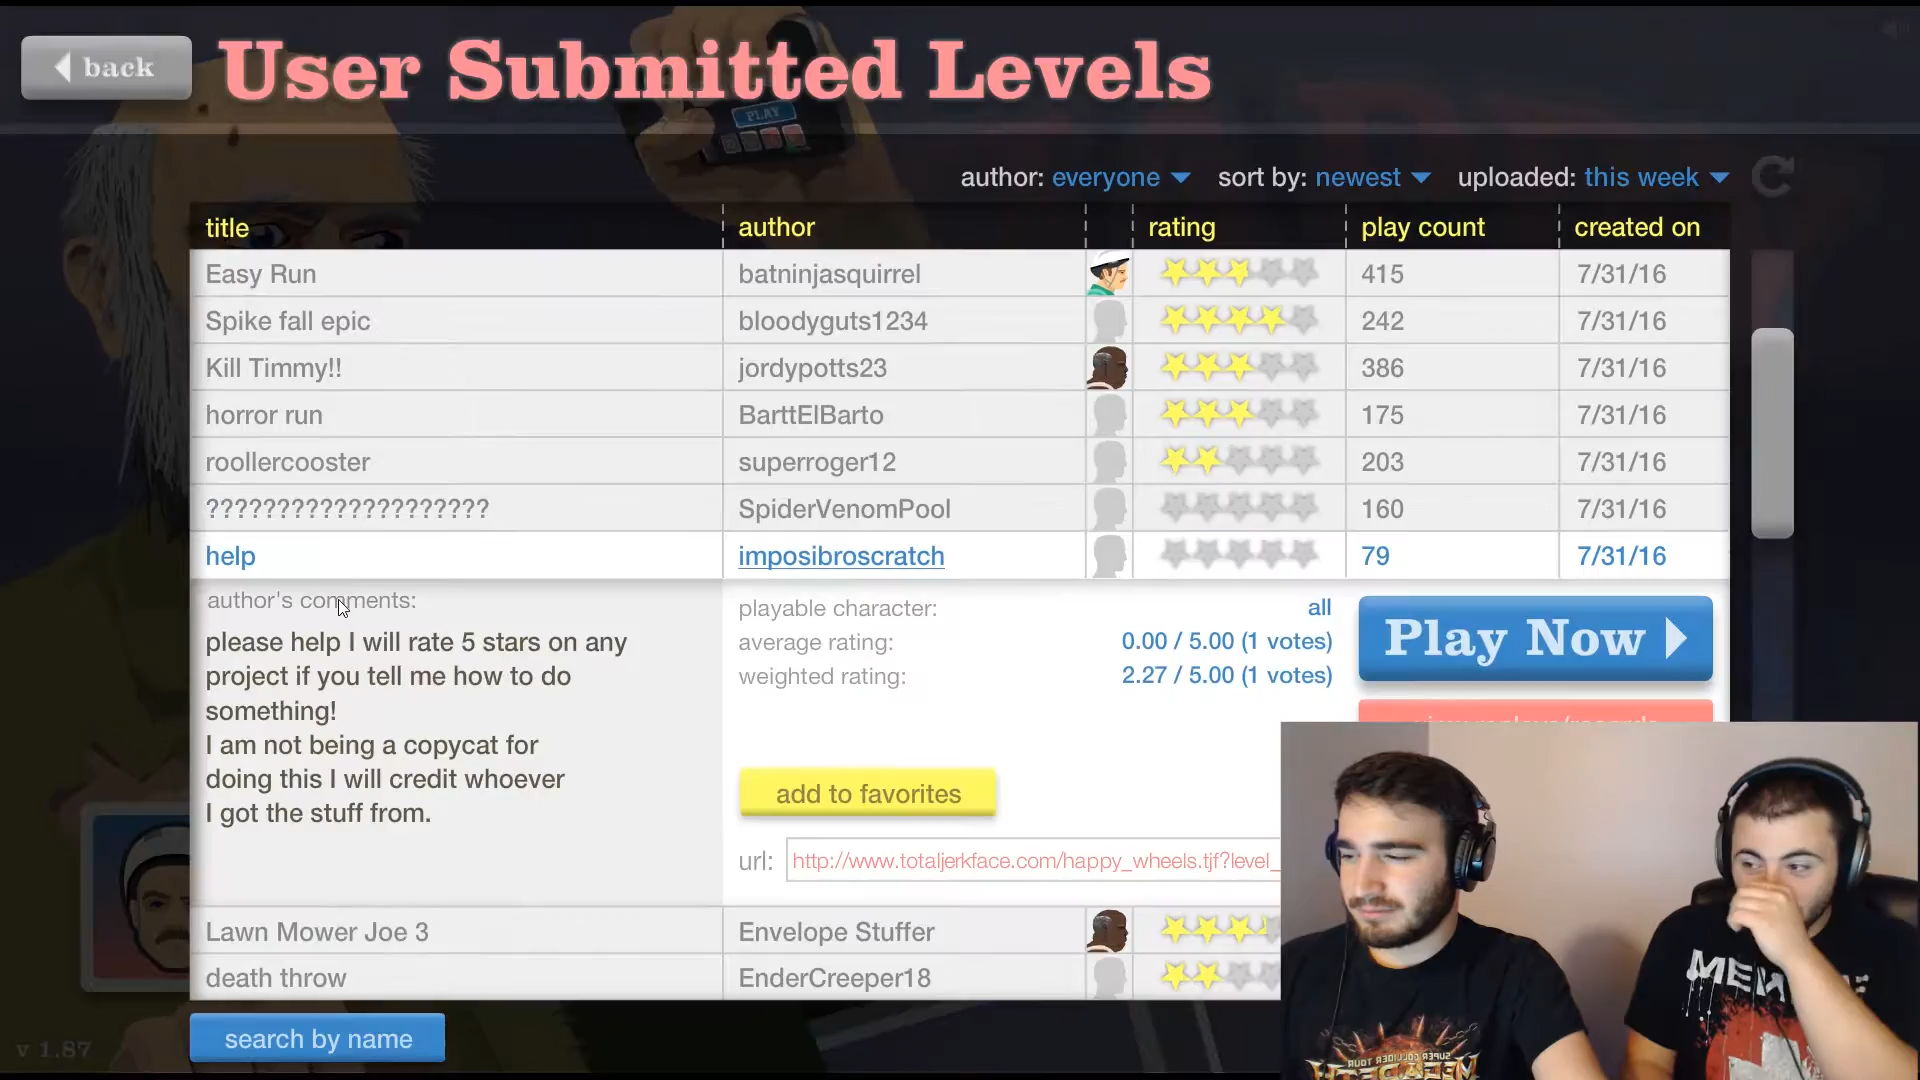 back
User Submitted Levels
PLAY
author: everyone sort by: newest uploaded: this week
title author rating play count created on
Easy Run batninjasquirrel 415 7/31/16
Spike fall epic bloodyguts1234 242 7/31/16
Kill Timmy!! jordypotts23 386 7/31/16
horror run BarttElBarto 175 7/31/16
roollercooster superroger12 203 7/31/16
???????????????????? SpiderVenomPool 160 7/31/16
help imposibroscratch 79 7/31/16
author's comments:
please help I will rate 5 stars on any
project if you tell me how to do
something!
I am not being a copycat for
doing this I will credit whoever
I got the stuff from.
playable character: all
average rating: 0.00 / 5.00 (1 votes)
weighted rating: 2.27 / 5.00 (1 votes)
Play Now
add to favorites
url: http://www.totaljerkface.com/happy_wheels.tjf?level_
Lawn Mower Joe 3 Envelope Stuffer
death throw EnderCreeper18
search by name
v 1.87